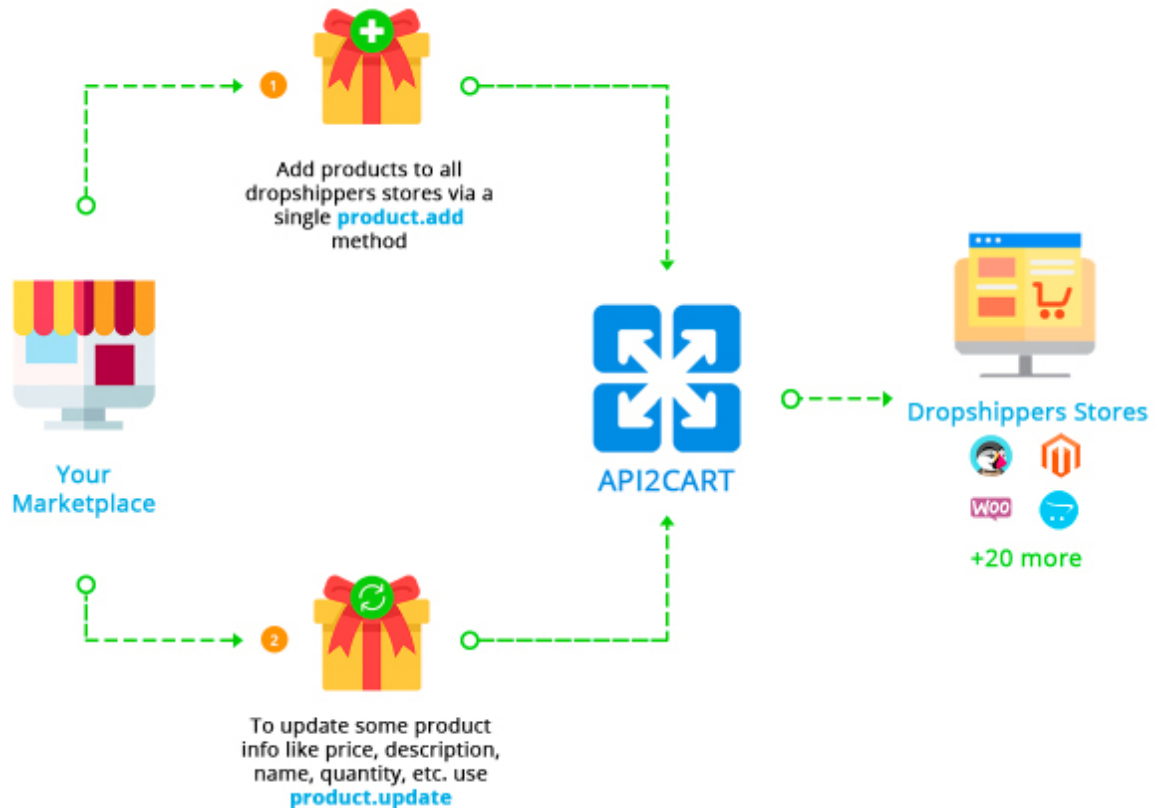 1
Add products to all
dropshippers stores via a
single product.add
method
Your
Marketplace
API2CART
Dropshippers Stores
WOO
+20 more
2
To update some product
info like price, description,
name, quantity, etc. use
product.update